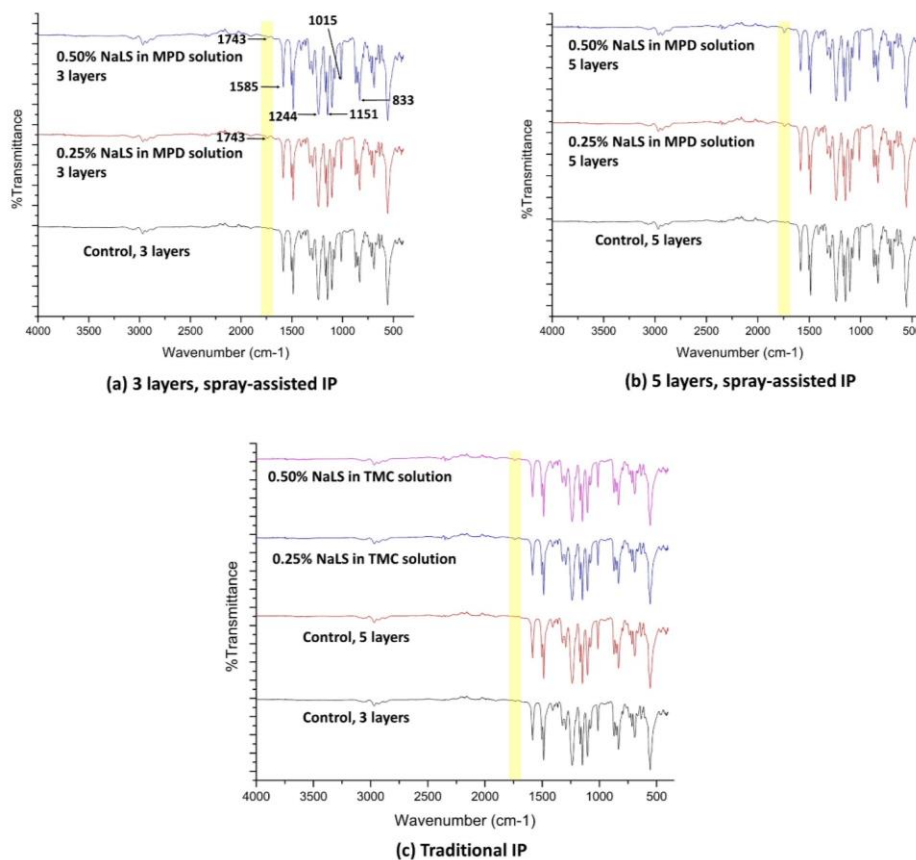 %Transmittance
1743
1015
0.50% NaLS in MPD solution
3 layers
1585
1244
1151
833
1743
0.25% NaLS in MPD solution
3 layers
Control, 3 layers
4000 3500 3000 2500 2000 1500 1000 500
Wavenumber (cm-1)
(a) 3 layers, spray-assisted IP
%Transmittance
0.50% NaLS in MPD solution
5 layers
0.25% NaLS in MPD solution
5 layers
Control, 5 layers
4000 3500 3000 2500 2000 1500 1000 500
Wavenumber (cm-1)
(b) 5 layers, spray-assisted IP
%Transmittance
0.50% NaLS in TMC solution
0.25% NaLS in TMC solution
Control, 5 layers
Control, 3 layers
4000 3500 3000 2500 2000 1500 1000 500
Wavenumber (cm-1)
(c) Traditional IP